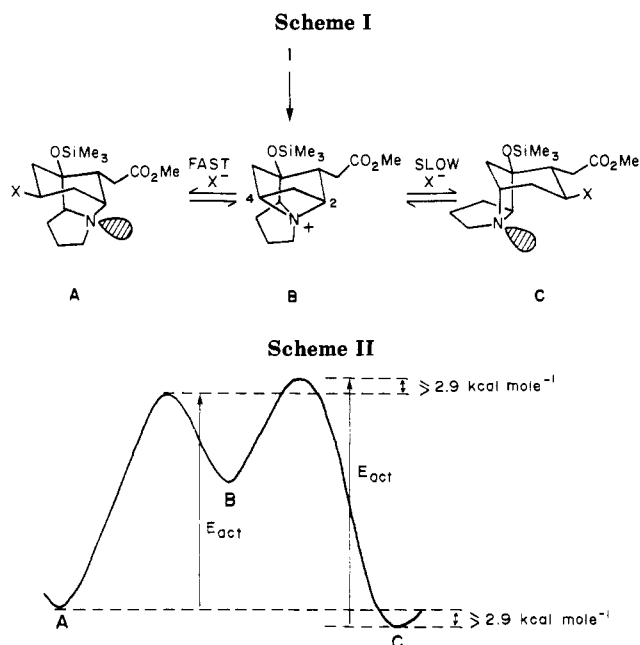 Scheme I
1
OSiMe₃
CO₂Me
X
N
A
FAST
X⁻
OSiMe₃
CO₂Me
4
2
N
+
B
SLOW
X⁻
OSiMe₃
CO₂Me
X
N
C
Scheme II
≥ 2.9 kcal mole⁻¹
E act
B
E act
A
≥ 2.9 kcal mole⁻¹
C